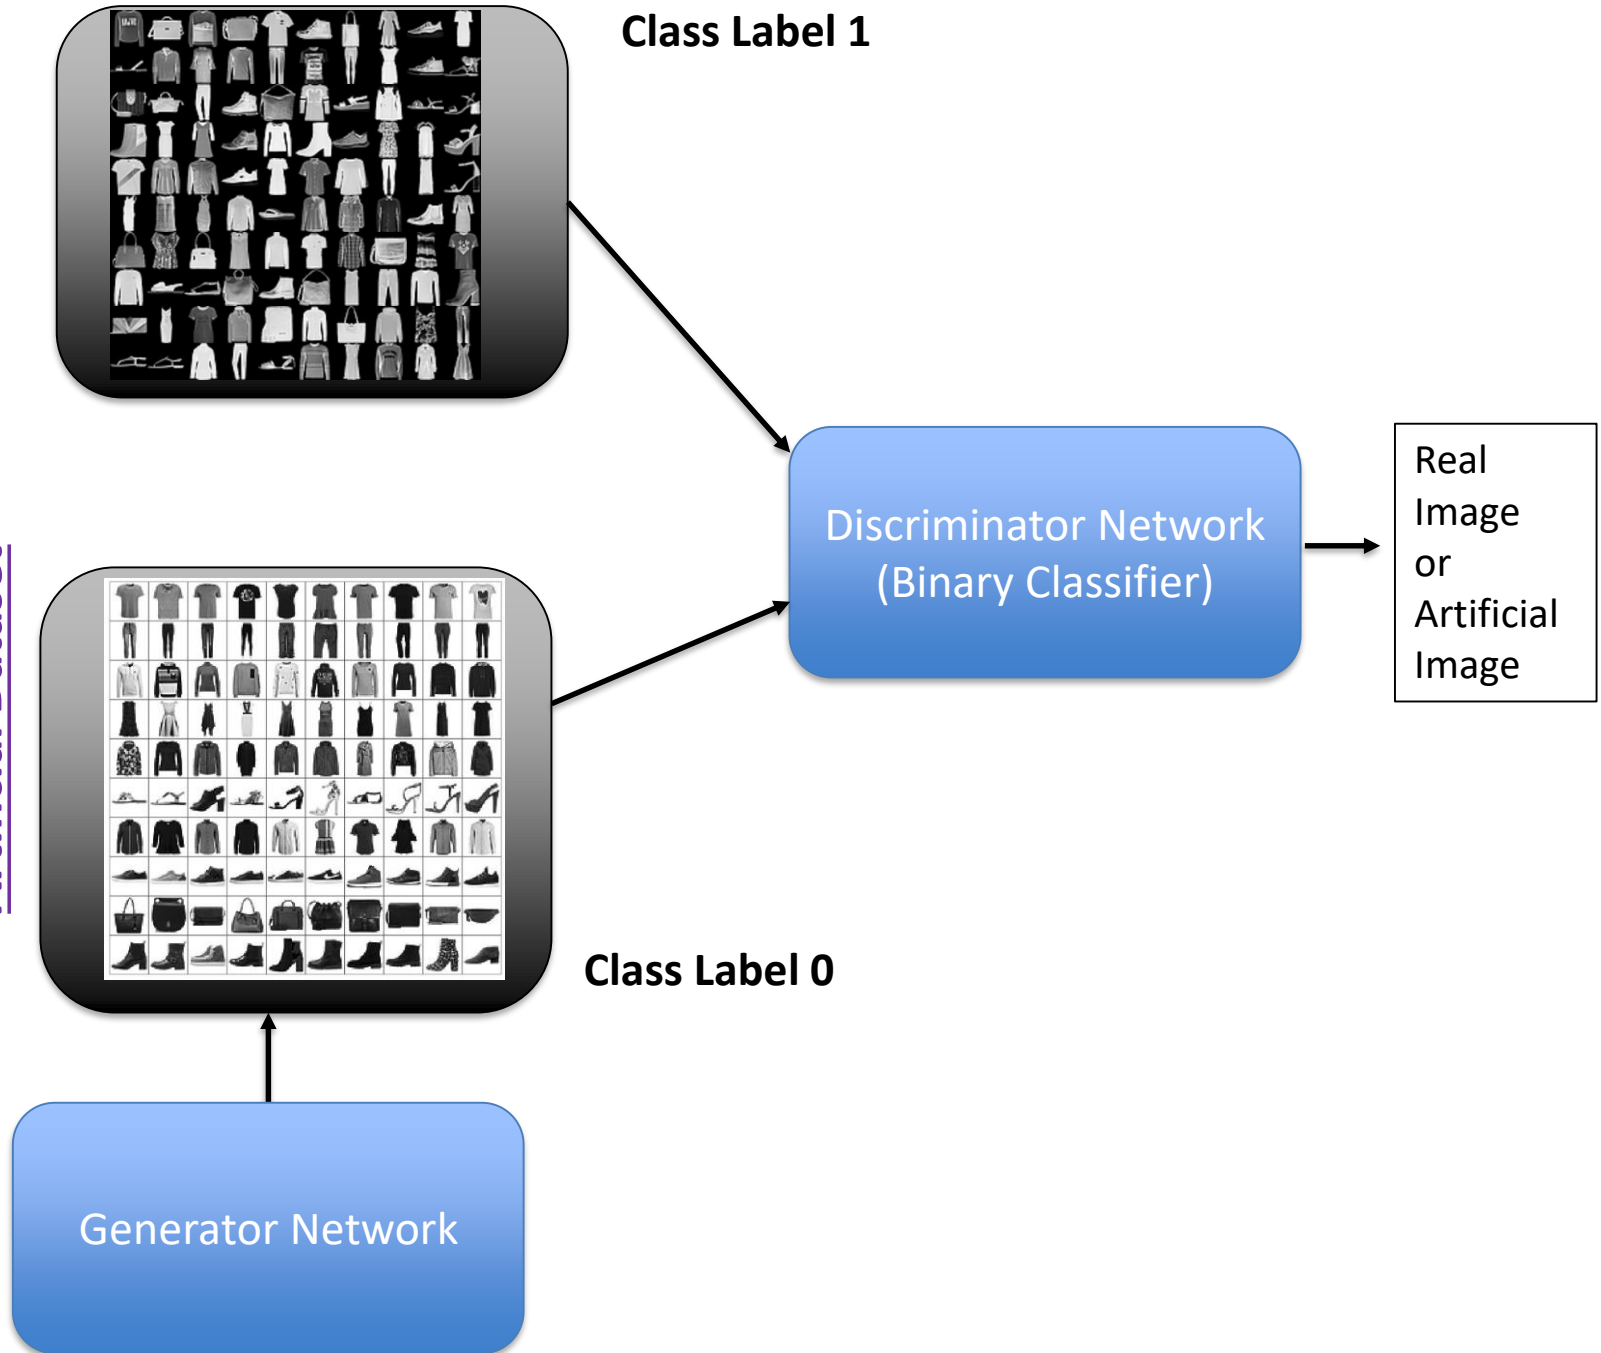 Class Label 1
Discriminator Network
(Binary Classifier)
Real
Image
or
Artificial
Image
Class Label 0
Generator Network